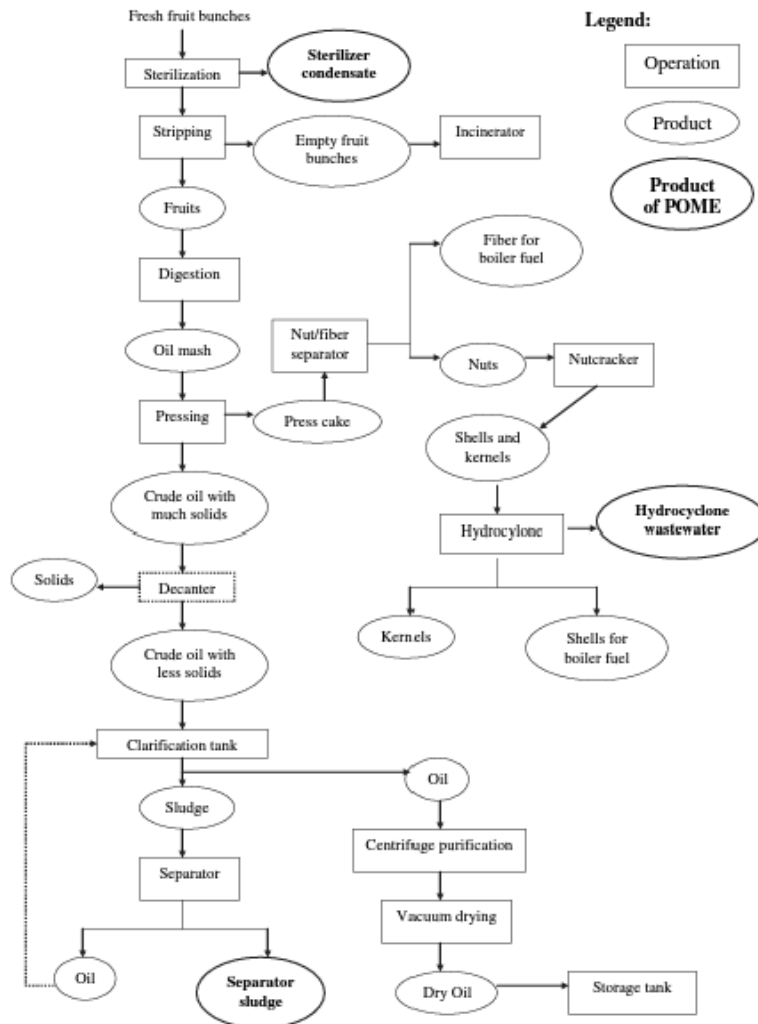 Fresh fruit bunches
Legend:
Sterilization
Sterilizer
condensate
Operation
Stripping
Empty fruit
bunches
Incinerator
Product
Product
of POME
Fruits
Fiber for
boiler fuel
Digestion
Nut/fiber
separator
Oil mash
Nuts
Nutcracker
Pressing
Press cake
Shells and
kernels
Crude oil with
much solids
Hydrocylone
Hydrocyclone
wastewater
Solids
Decanter
Kernels
Shells for
boiler fuel
Crude oil with
less solids
Clarification tank
Oil
Sludge
Centrifuge purification
Separator
Vacuum drying
Oil
Separator
sludge
Dry Oil
Storage tank